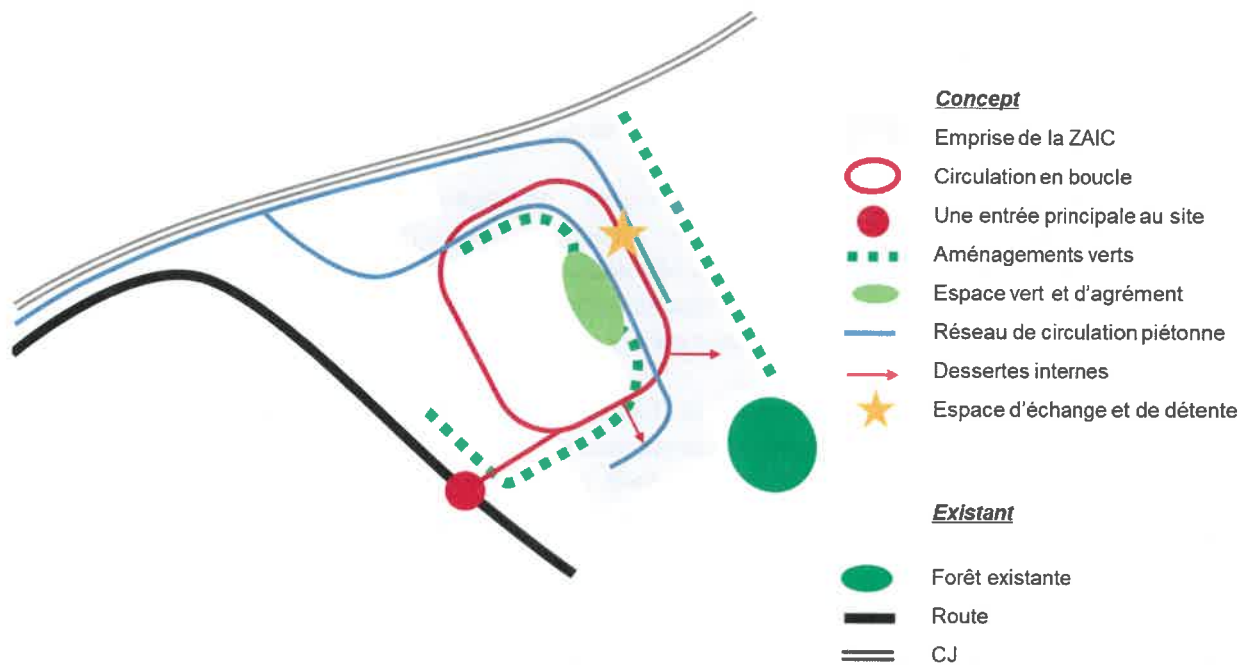 Concept
Emprise de la ZAIC
Circulation en boucle
Une entrée principale au site
Aménagements verts
Espace vert et d'agrément
Réseau de circulation piétonne
Dessertes internes
Espace d'échange et de détente
Existant
Forêt existante
Route
CJ